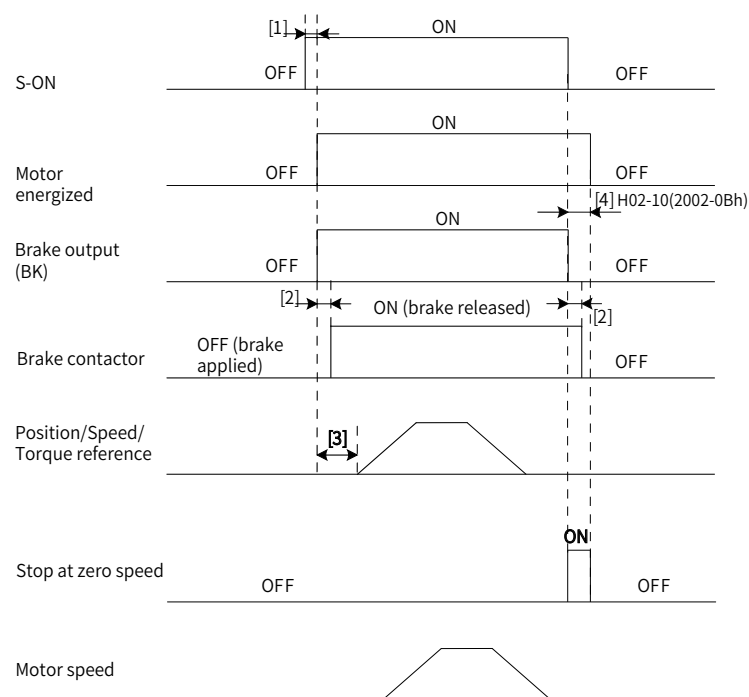 [1]
ON
S-ON
OFF
OFF
ON
Motor
energized
OFF
OFF
[4] H02-10(2002-0Bh)
ON
Brake output
(BK)
OFF
OFF
[2]
ON (brake released)
[2]
Brake contactor
OFF (brake
applied)
OFF
Position/Speed/
Torque reference
[3]
ON
Stop at zero speed
OFF
OFF
Motor speed